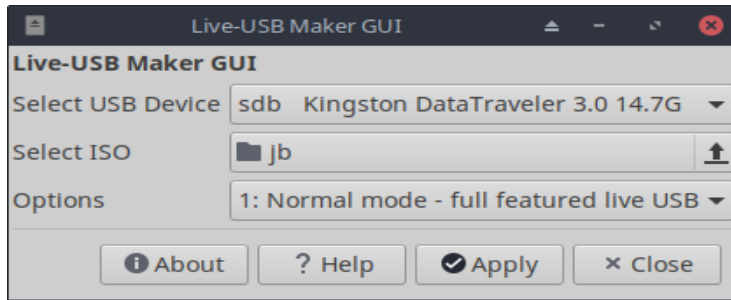 Live-USB Maker GUI
Live-USB Maker GUI
Select USB Device sdb Kingston DataTraveler 3.0 14.7G
Select ISO jb
Options 1: Normal mode - full featured live USB
About ? Help Apply Close